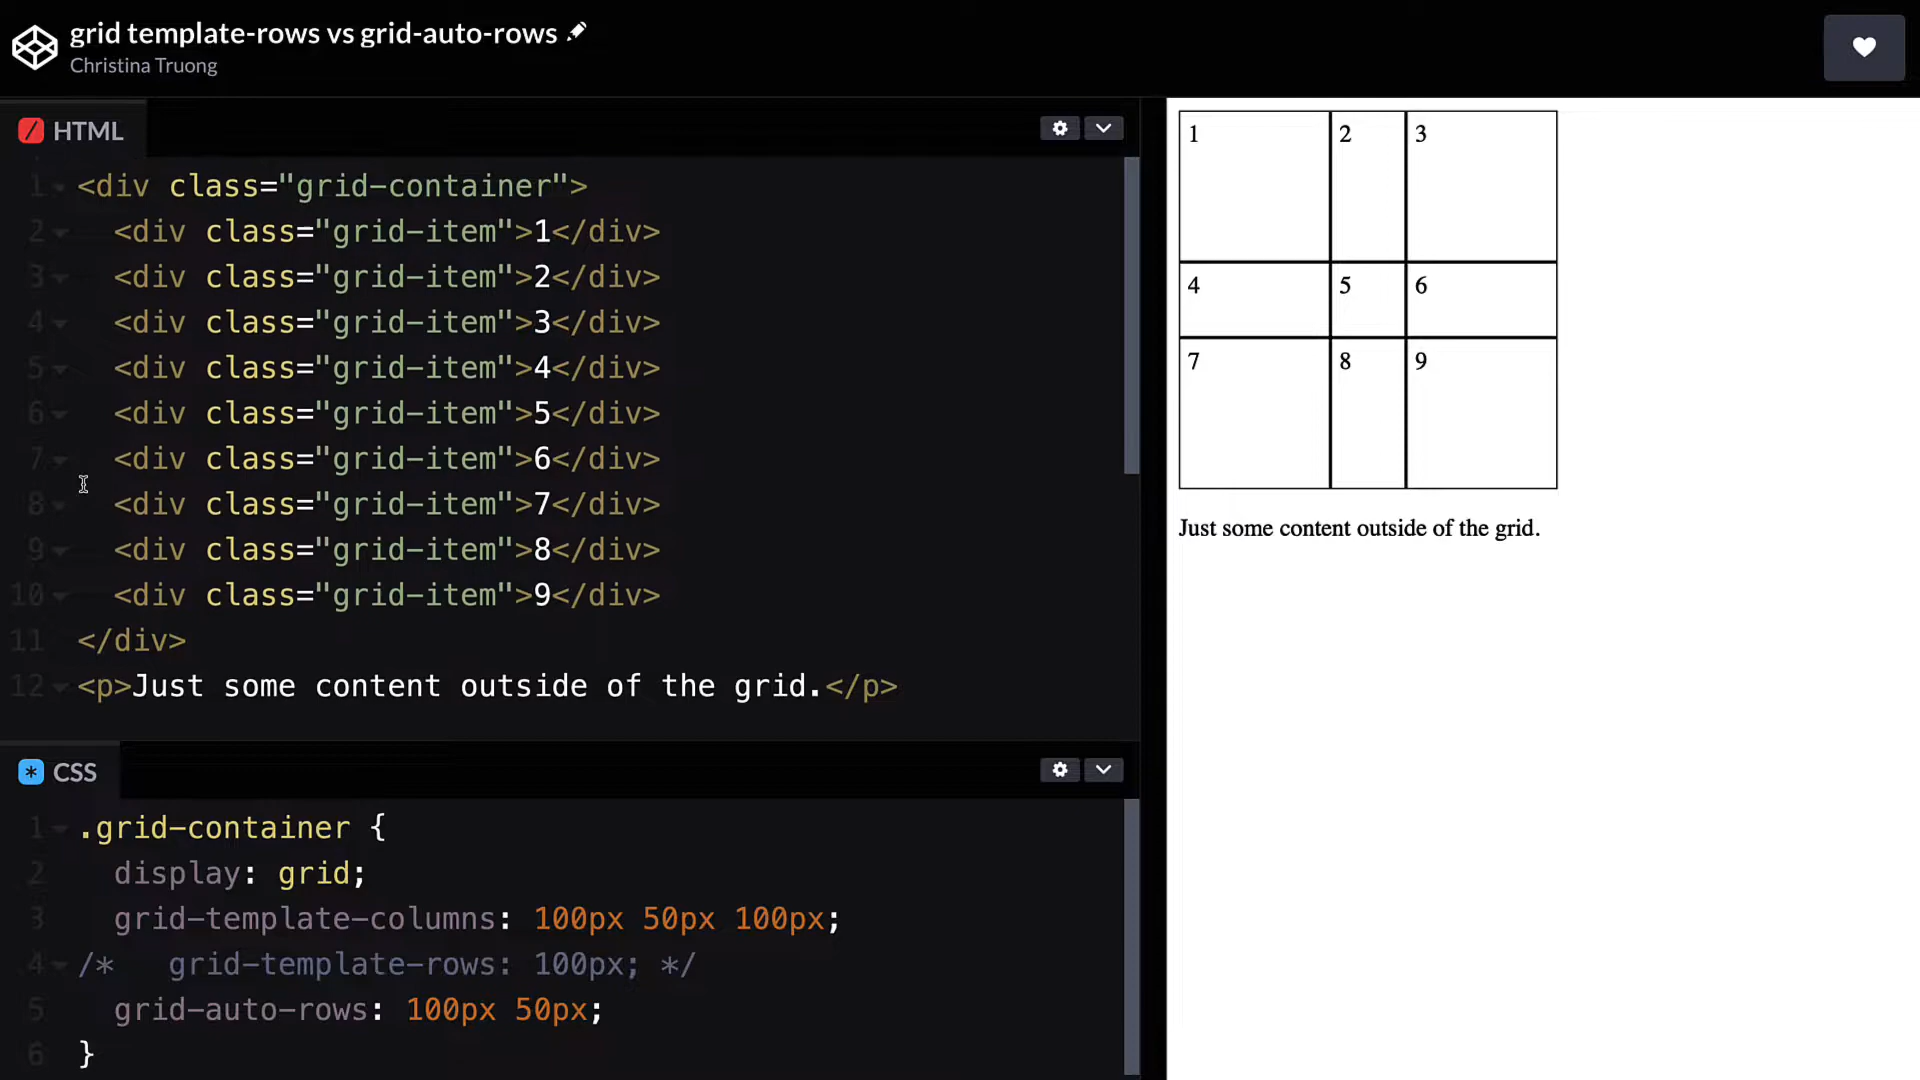 grid template-rows vs grid-auto-rows
Christina Truong
HTML
1 <div class="grid-container">
2 <div class="grid-item">1</div>
3 <div class="grid-item">2</div>
4 <div class="grid-item">3</div>
5 <div class="grid-item">4</div>
6 <div class="grid-item">5</div>
7 <div class="grid-item">6</div>
8 <div class="grid-item">7</div>
9 <div class="grid-item">8</div>
10 <div class="grid-item">9</div>
11 </div>
12 <p>Just some content outside of the grid.</p>
CSS
1 .grid-container {
2 display: grid;
3 grid-template-columns: 100px 50px 100px;
4 /* grid-template-rows: 100px; */
5 grid-auto-rows: 100px 50px;
6 }
1 2 3
4 5 6
7 8 9
Just some content outside of the grid.